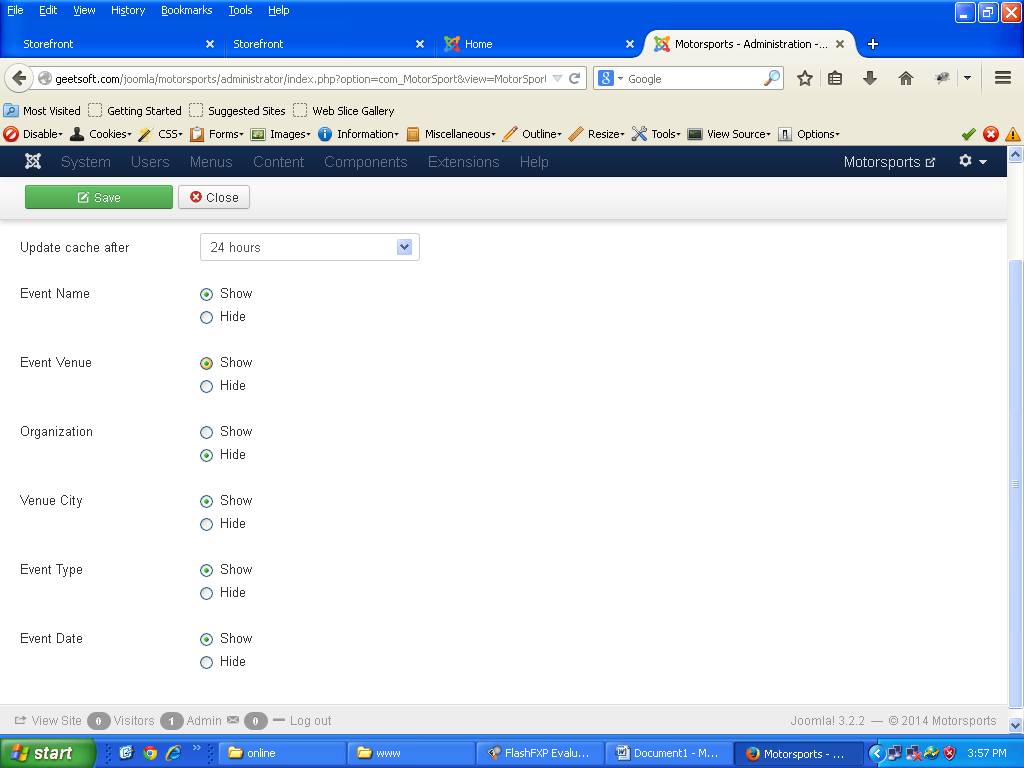 File Edit View History Bookmarks Tools Help
Storefront Storefront Home Motorsports - Administration -...
geetsoft.com/joomla/motorsports/administrator/index.php?option=com_MotorSport&view=MotorSport Google
Most Visited Getting Started Suggested Sites Web Slice Gallery
Disable Cookies CSS Forms Images Information Miscellaneous Outline Resize Tools View Source Options
System Users Menus Content Components Extensions Help Motorsports
Save Close
Update cache after 24 hours
Event Name Show
Hide
Event Venue Show
Hide
Organization Show
Hide
Venue City Show
Hide
Event Type Show
Hide
Event Date Show
Hide
View Site 0 Visitors 1 Admin 0 Log out Joomla! 3.2.2 — © 2014 Motorsports
start online www FlashFXP Evalu... Document1 - M... Motorsports - ... 3:57 PM